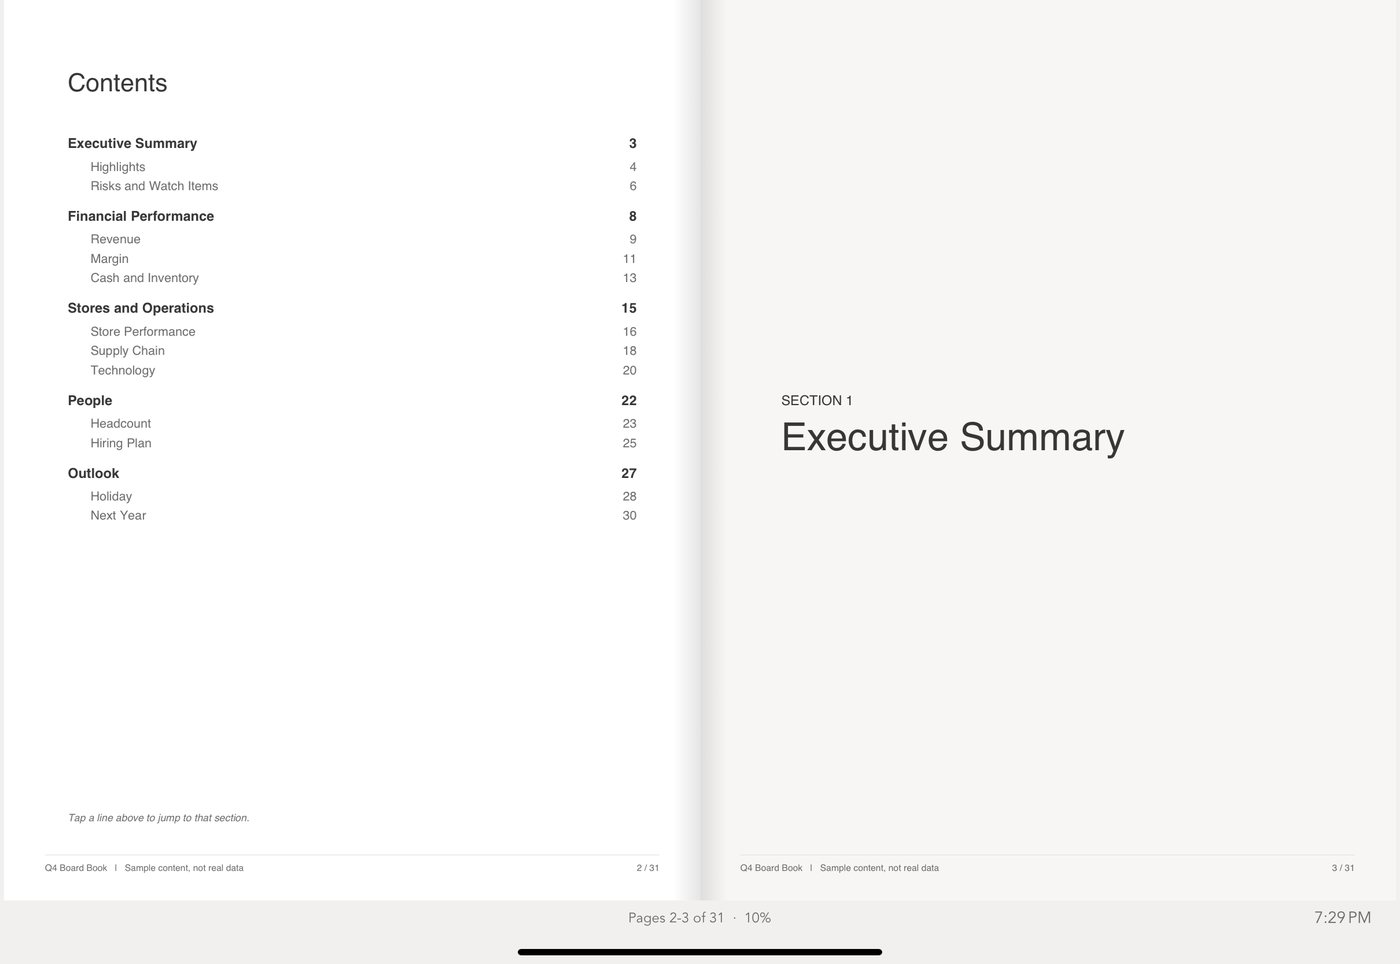 Contents
Executive Summary 3
Highlights 4
Risks and Watch Items 6
Financial Performance 8
Revenue 9
Margin 11
Cash and Inventory 13
Stores and Operations 15
Store Performance 16
Supply Chain 18
Technology 20
People 22
Headcount 23
Hiring Plan 25
Outlook 27
Holiday 28
Next Year 30
Tap a line above to jump to that section.
Q4 Board Book | Sample content, not real data 2 / 31
SECTION 1
Executive Summary
Q4 Board Book | Sample content, not real data 3 / 31
Pages 2-3 of 31 · 10%
7:29 PM